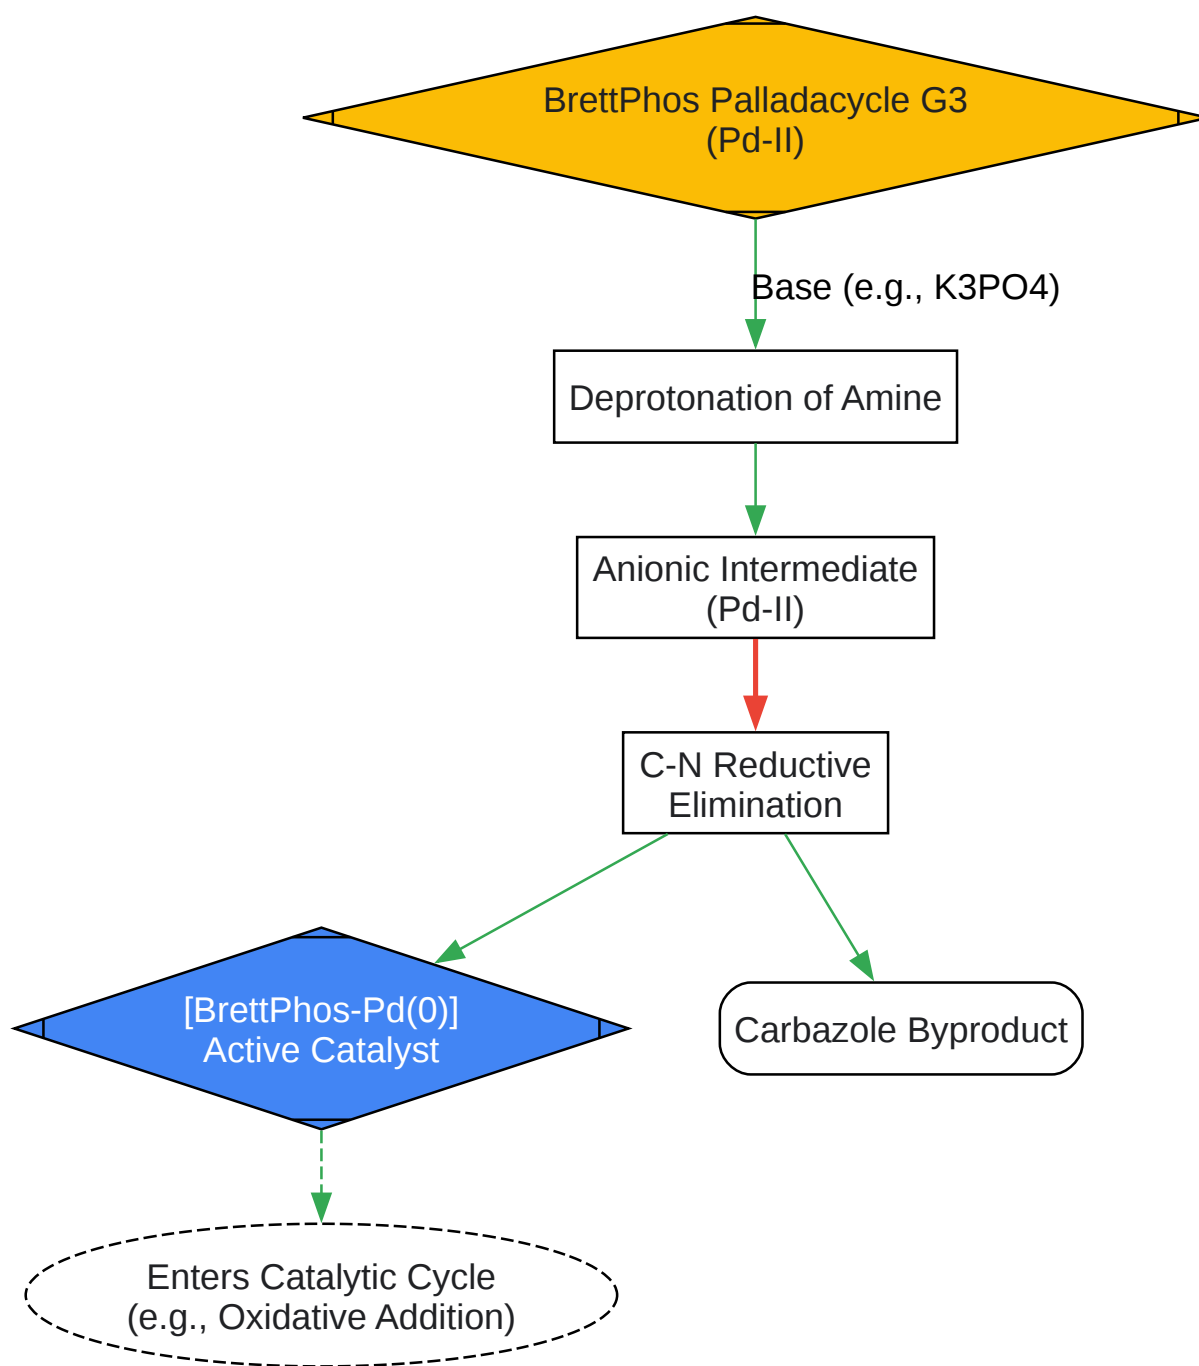 BrettPhos Palladacycle G3
(Pd-II)
Base (e.g., K3PO4)
Deprotonation of Amine
Anionic Intermediate
(Pd-II)
C-N Reductive
Elimination
[BrettPhos-Pd(0)]
Active Catalyst
Carbazole Byproduct
Enters Catalytic Cycle
(e.g., Oxidative Addition)